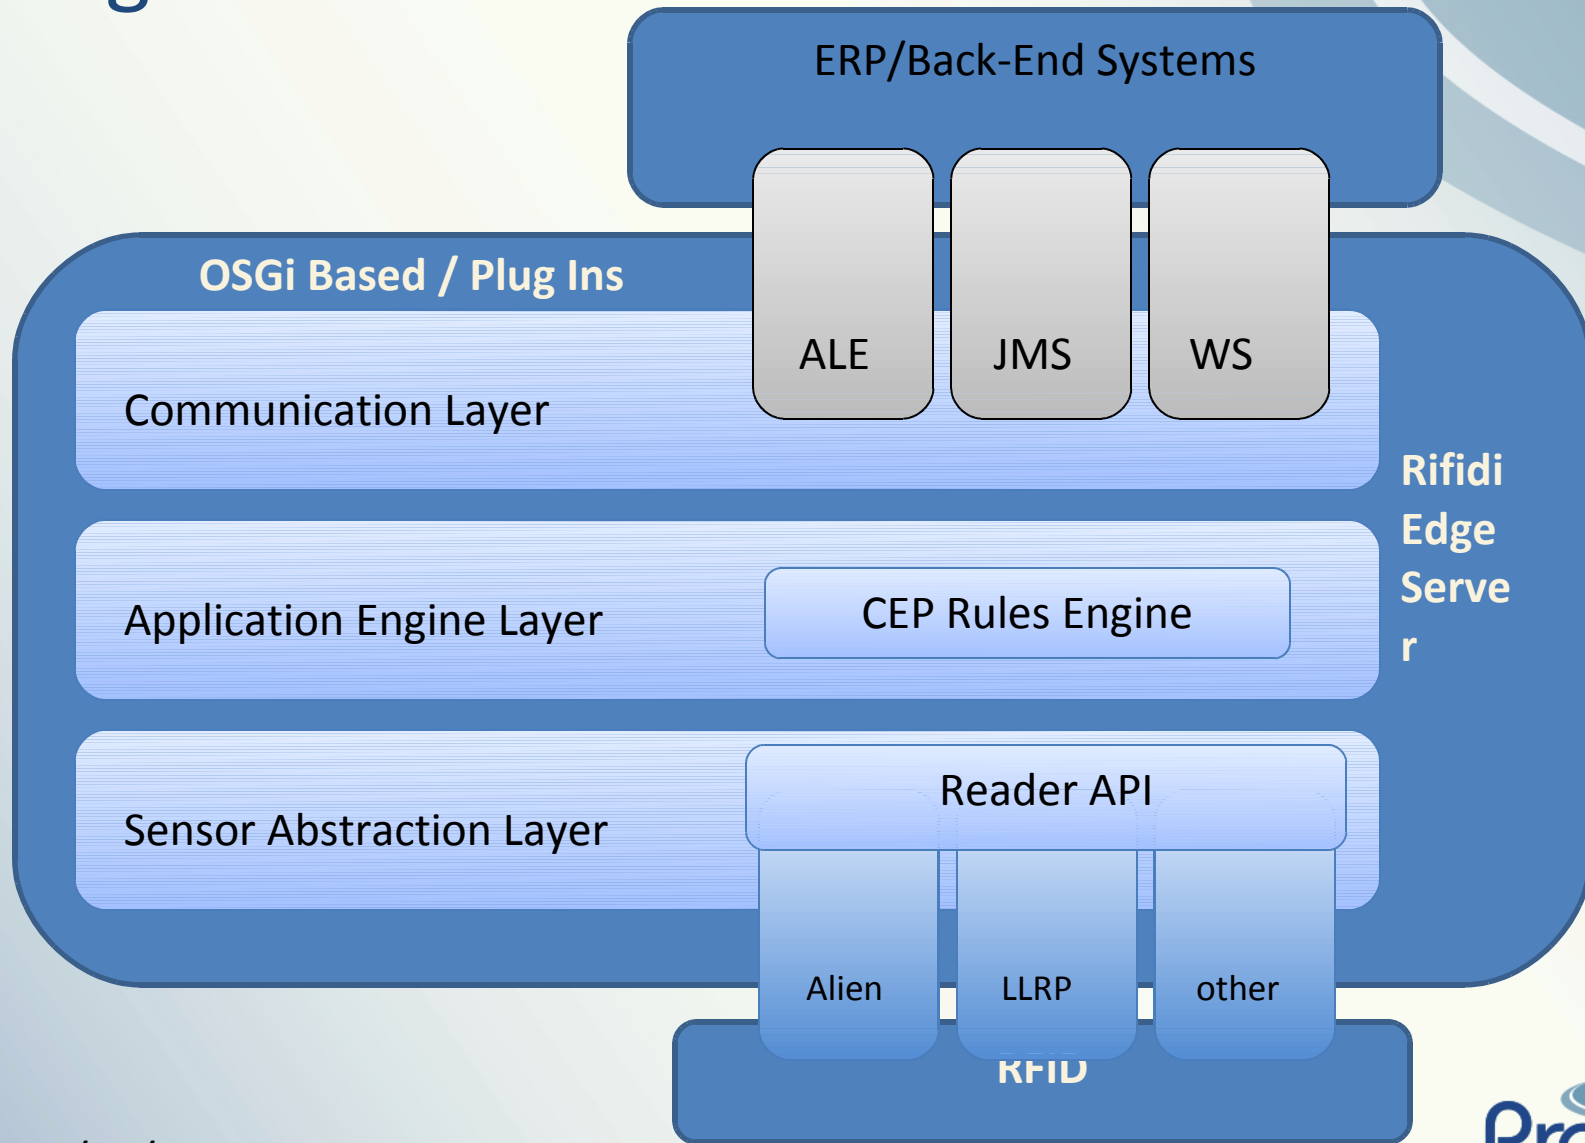 ERP/Back-End Systems
OSGi Based / Plug Ins
ALE
JMS
WS
Communication Layer
Rifidi
Edge
Serve
r
Application Engine Layer
CEP Rules Engine
Sensor Abstraction Layer
Reader API
Alien
LLRP
other
RFID